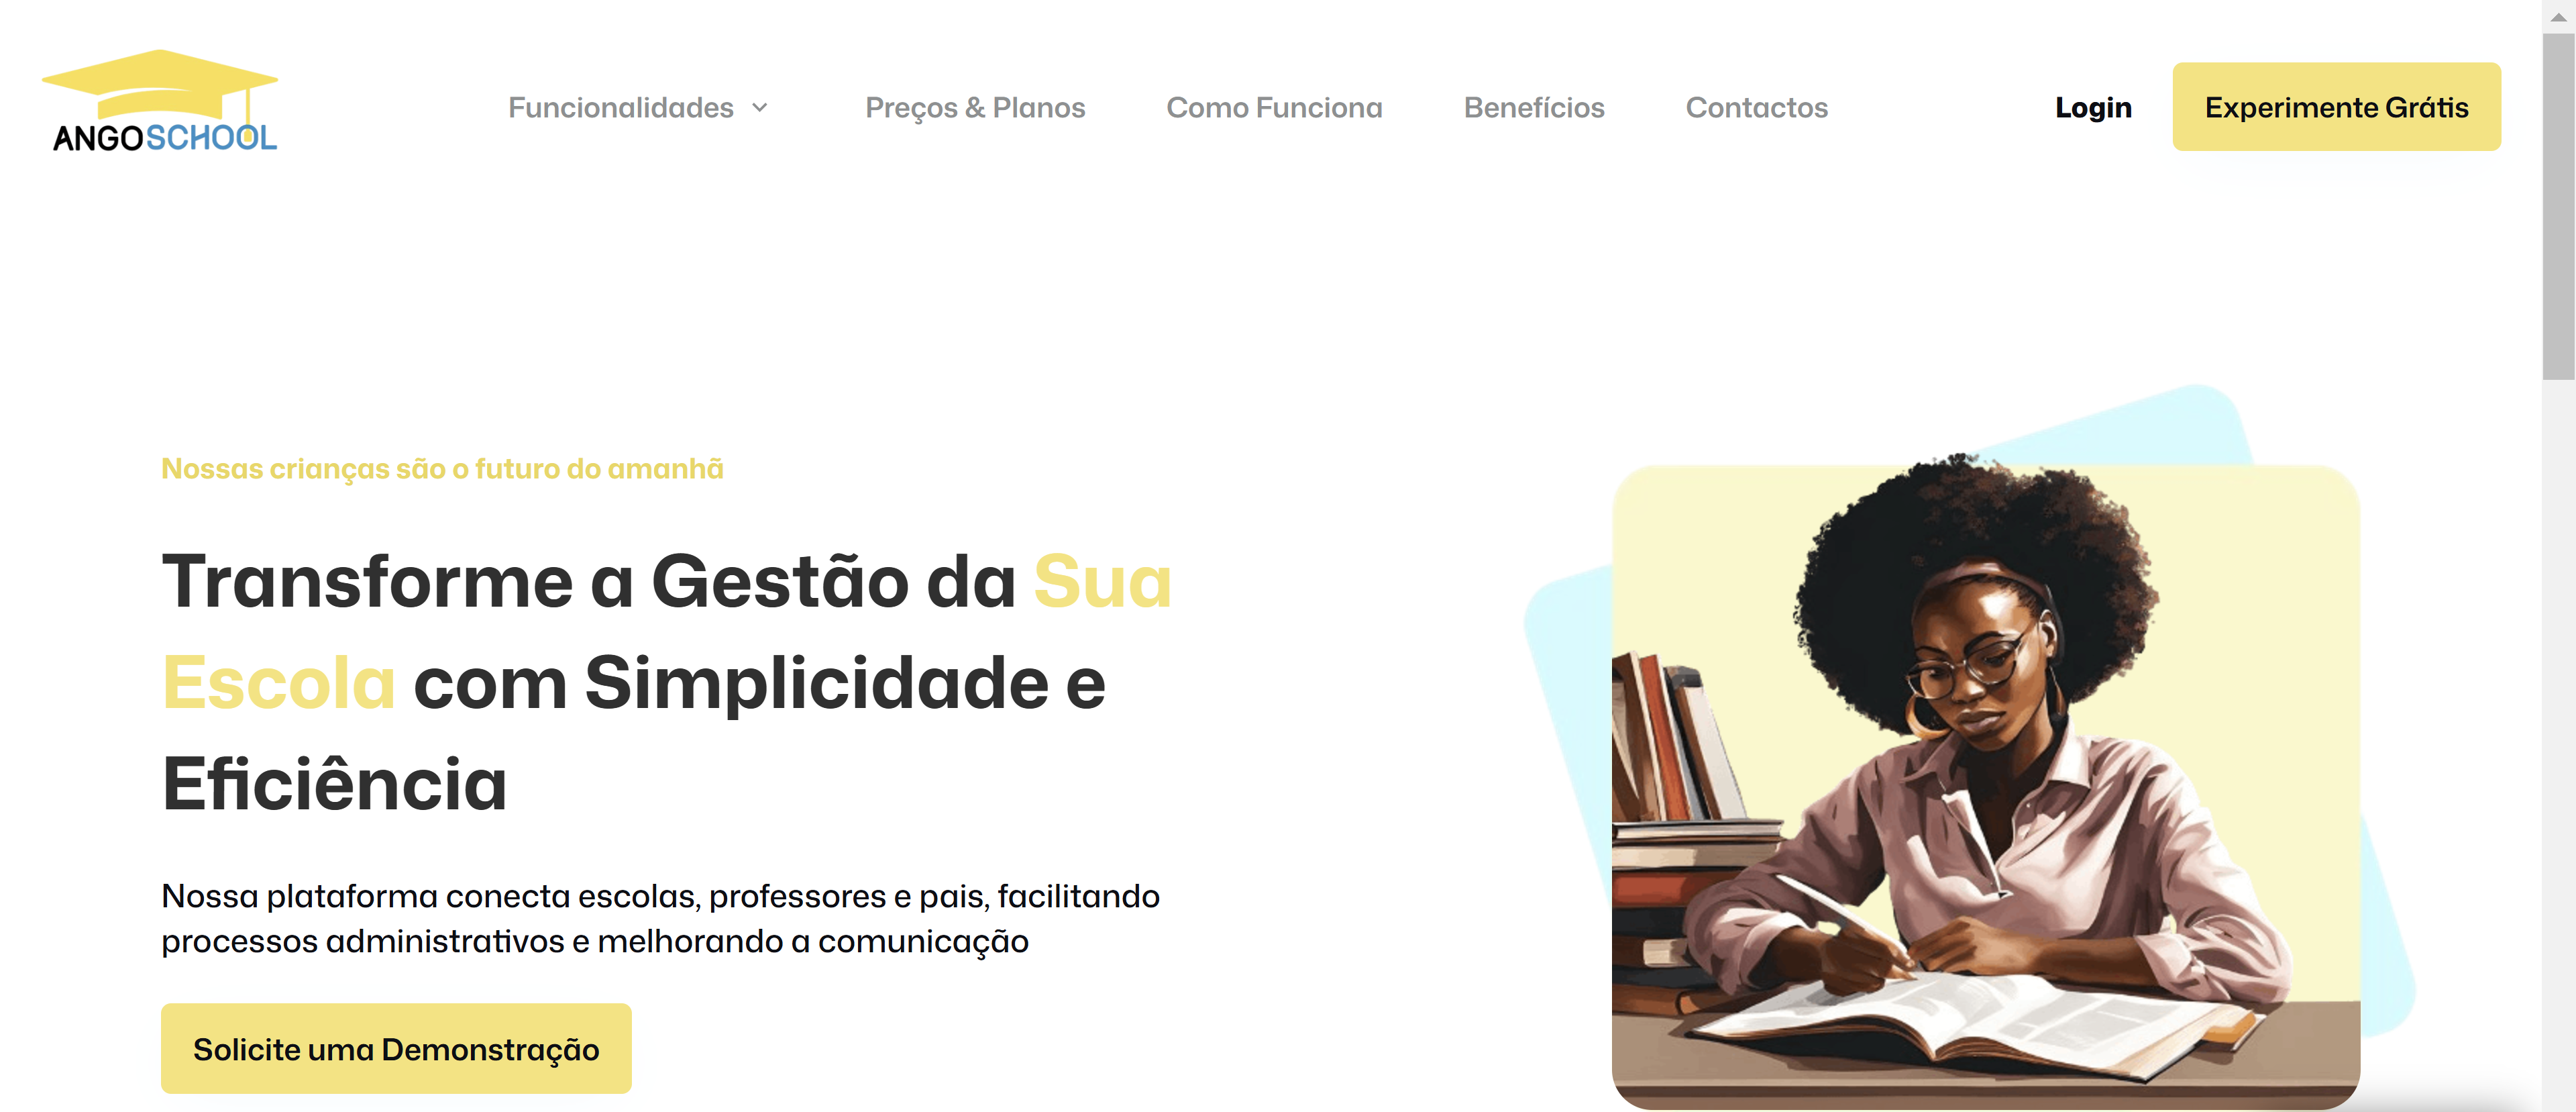 ANGOSCHOOL
Funcionalidades
Preços & Planos
Como Funciona
Benefícios
Contactos
Login
Experimente Grátis
Nossas crianças são o futuro do amanhã
Transforme a Gestão da Sua
Escola com Simplicidade e
Eficiência
Nossa plataforma conecta escolas, professores e pais, facilitando
processos administrativos e melhorando a comunicação
Solicite uma Demonstração